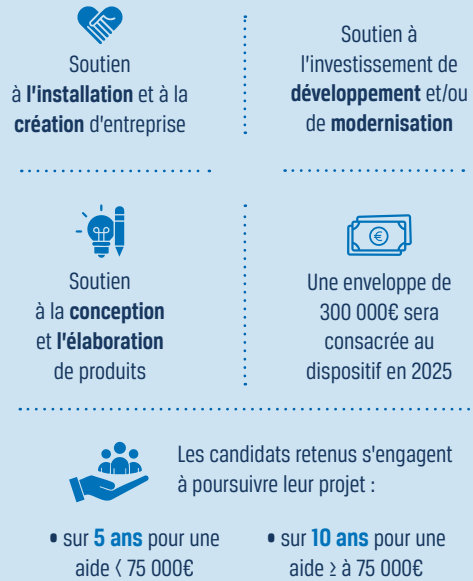 Soutien
à l'installation et à la
création d'entreprise
Soutien à
l'investissement de
développement et/ou
de modernisation
Soutien
à la conception
et l'élaboration
de produits
Une enveloppe de
300 000€ sera
consacrée au
dispositif en 2025
Les candidats retenus s'engagent
à poursuivre leur projet :
• sur 5 ans pour une
aide < 75 000€
• sur 10 ans pour une
aide ≥ à 75 000€